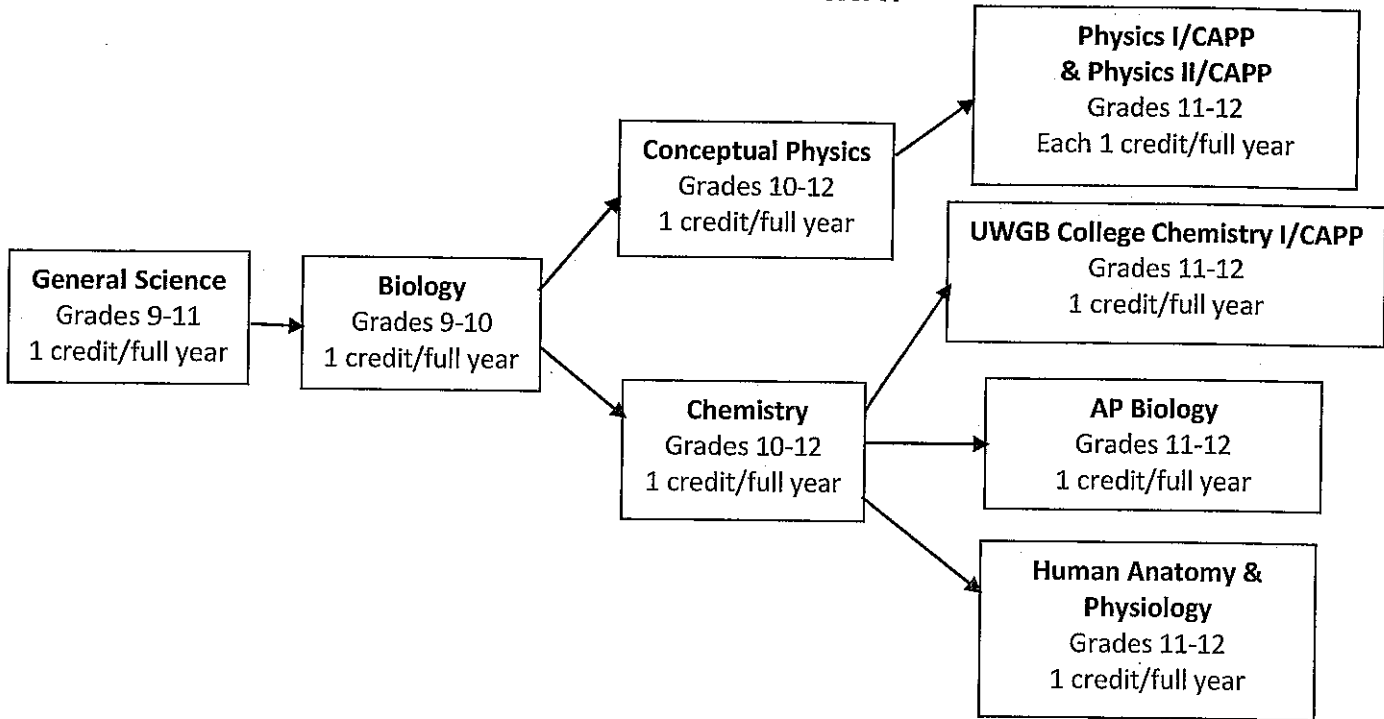 General Science
Grades 9-11
1 credit/full year
Biology
Grades 9-10
1 credit/full year
Conceptual Physics
Grades 10-12
1 credit/full year
Chemistry
Grades 10-12
1 credit/full year
Physics I/CAPP
& Physics II/CAPP
Grades 11-12
Each 1 credit/full year
UWGB College Chemistry I/CAPP
Grades 11-12
1 credit/full year
AP Biology
Grades 11-12
1 credit/full year
Human Anatomy &
Physiology
Grades 11-12
1 credit/full year